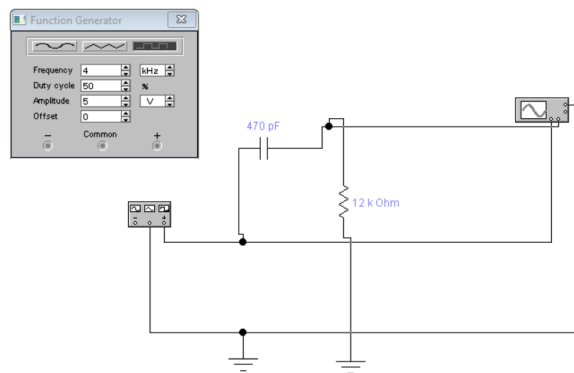 Function Generator
Frequency 4 kHz
Duty cycle 50 %
Amplitude 5 V
Offset 0
− Common +
470 pF
12 k Ohm
− +